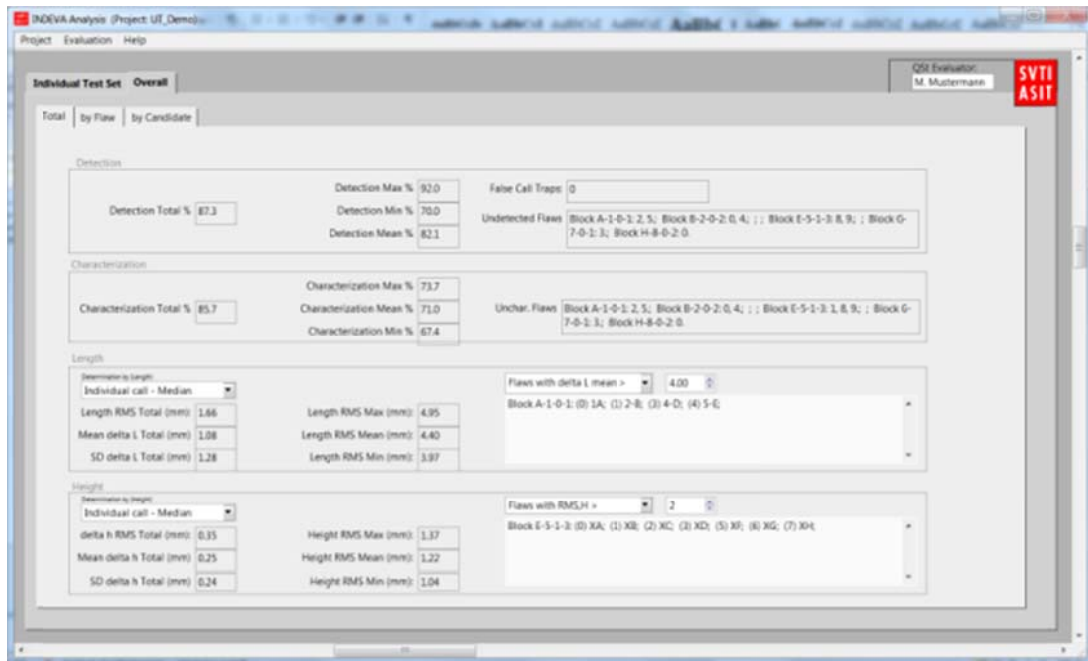 INDEVA Analysis (Project: UT_Demo)
Project Evaluation Help
QSt Evaluator:
M. Mustermann
SVTI
ASIT
Individual Test Set Overall
Total by Flaw by Candidate
Detection
Detection Total % 87.3
Detection Max % 92.0
Detection Min % 70.0
Detection Mean % 82.1
False Call Traps: 0
Undetected Flaws Block A-1-0-1: 2, 5,; Block B-2-0-2: 0, 4,; ; ; Block E-5-1-3: 8, 9,; ; Block G-
7-0-1: 3,; Block H-8-0-2: 0.
Characterization
Characterization Total % 85.7
Characterization Max % 73.7
Characterization Mean % 71.0
Characterization Min % 67.4
Unchar. Flaws Block A-1-0-1: 2, 5,; Block B-2-0-2: 0, 4,; ; ; Block E-5-1-3: 1, 8, 9,; ; Block G-
7-0-1: 3,; Block H-8-0-2: 0.
Length
Determination by (Length)
Individual call - Median
Length RMS Total (mm): 1.66
Mean delta L Total (mm) 1.08
SD delta L Total (mm) 1.28
Length RMS Max (mm): 4.95
Length RMS Mean (mm): 4.40
Length RMS Min (mm): 3.97
Flaws with delta L mean > 4.00
Block A-1-0-1: (0) 1A; (1) 2-B; (3) 4-D; (4) 5-E;
Height
Determination by (Height)
Individual call - Median
delta h RMS Total (mm): 0.35
Mean delta h Total (mm) 0.25
SD delta h Total (mm) 0.24
Height RMS Max (mm): 1.37
Height RMS Mean (mm): 1.22
Height RMS Min (mm): 1.04
Flaws with RMS,H > 2
Block E-5-1-3: (0) XA; (1) XB; (2) XC; (3) XD; (5) XF; (6) XG; (7) XH;